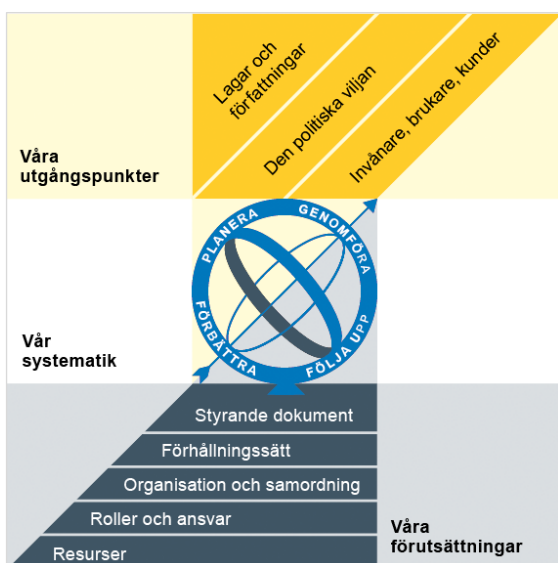 Lagar och
författningar
Den politiska viljan
Invånare, brukare, kunder
Våra
utgångspunkter
PLANERA
GENOMFÖRA
FÖRBÄTTRA
FÖLJA UPP
Vår
systematik
Styrande dokument
Förhållningssätt
Organisation och samordning
Roller och ansvar
Resurser
Våra
förutsättningar